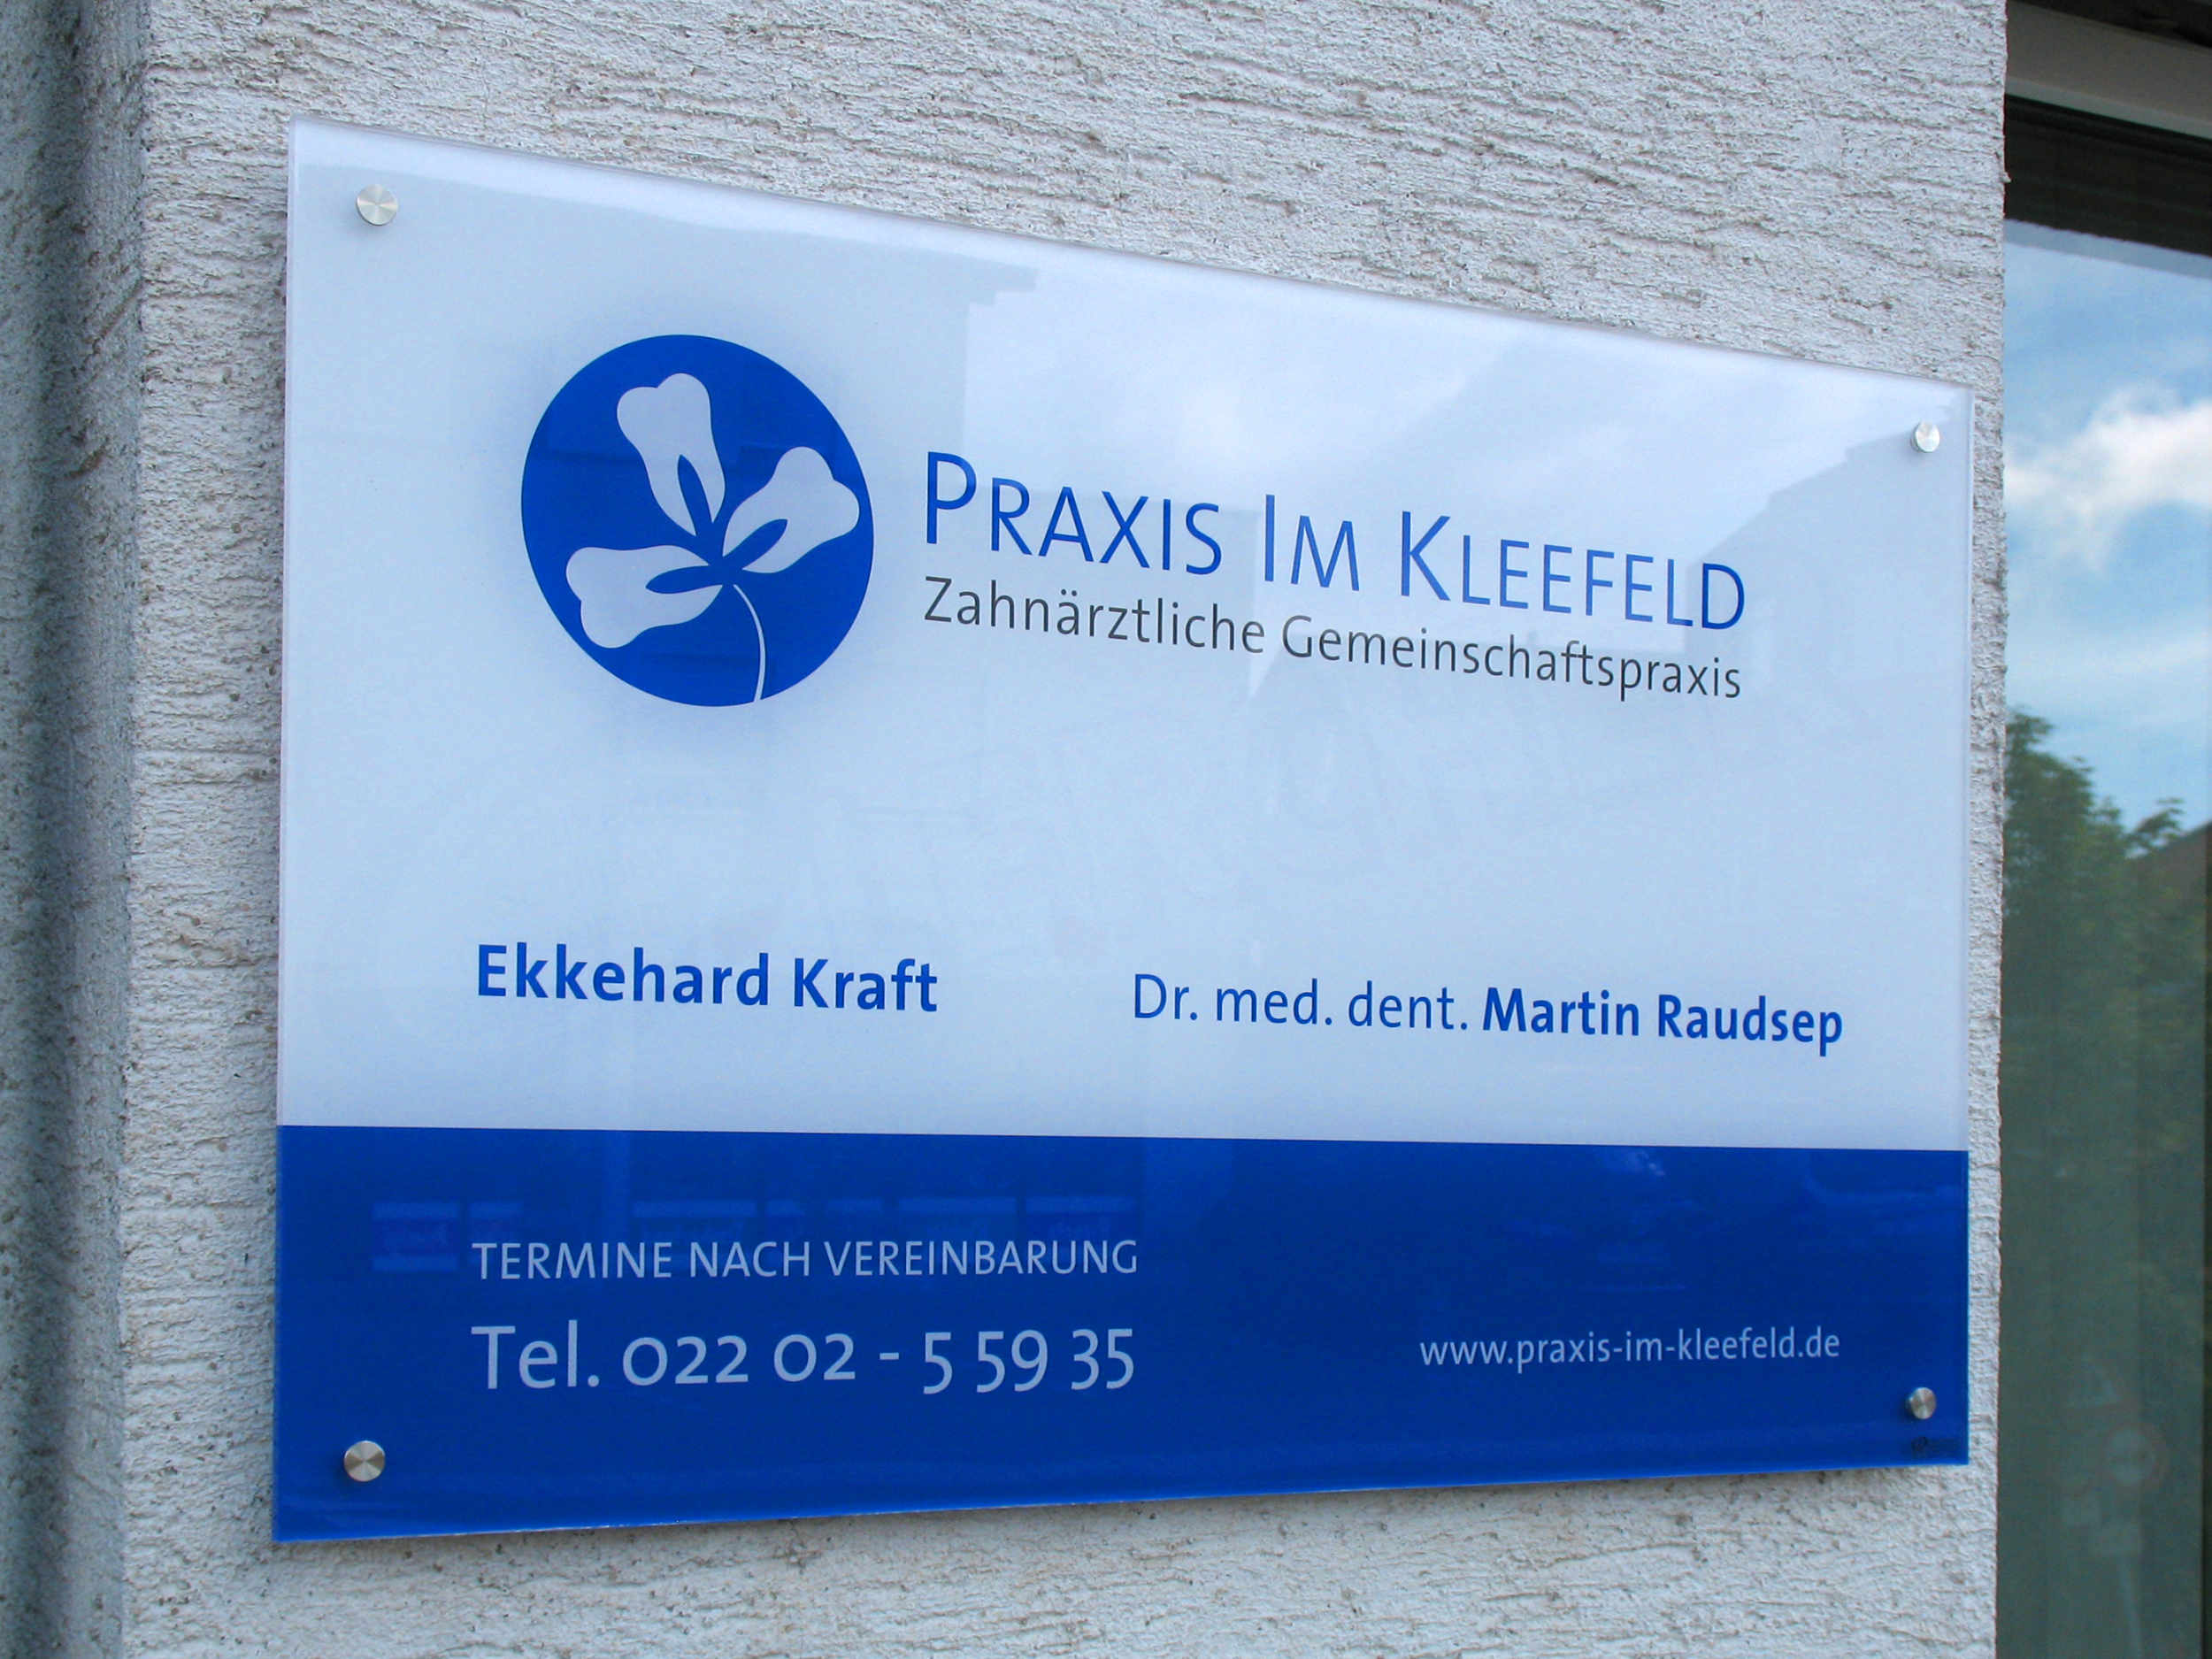 PRAXIS IM KLEEFELD
Zahnärztliche Gemeinschaftspraxis
Ekkehard Kraft
Dr. med. dent. Martin Raudsep
TERMINE NACH VEREINBARUNG
Tel. 022 02 - 5 59 35
www.praxis-im-kleefeld.de